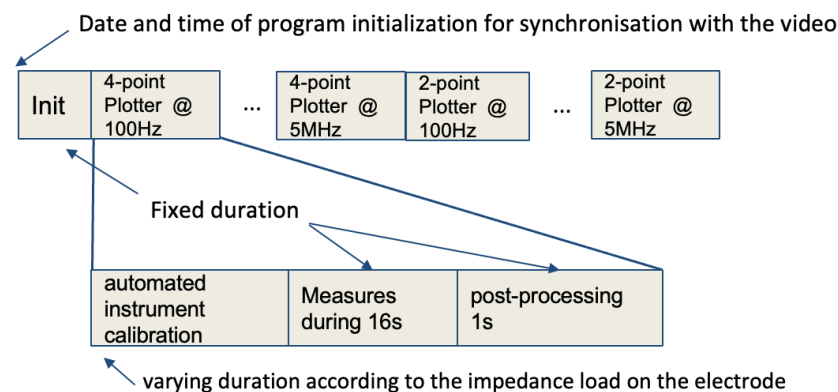 Date and time of program initialization for synchronisation with the video
Init
4-point
Plotter @
100Hz
...
4-point
Plotter @
5MHz
2-point
Plotter @
100Hz
...
2-point
Plotter @
5MHz
Fixed duration
automated
instrument
calibration
Measures
during 16s
post-processing
1s
varying duration according to the impedance load on the electrode